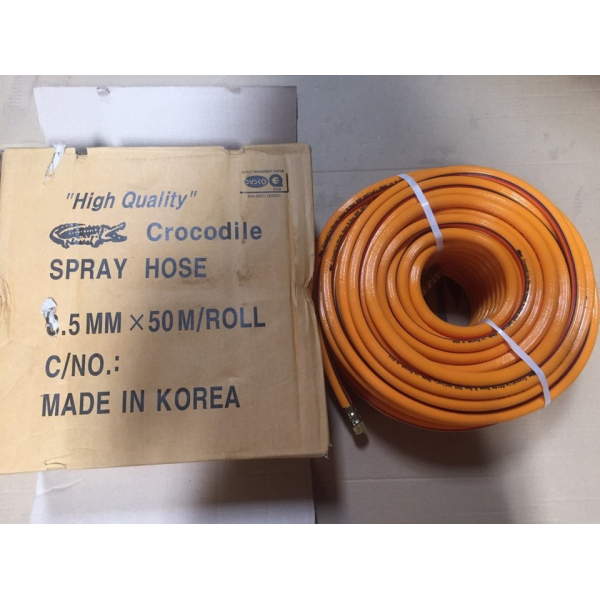 "High Quality"
Crocodile
SPRAY HOSE
.5 MM × 50 M/ROLL
C/NO.:
MADE IN KOREA